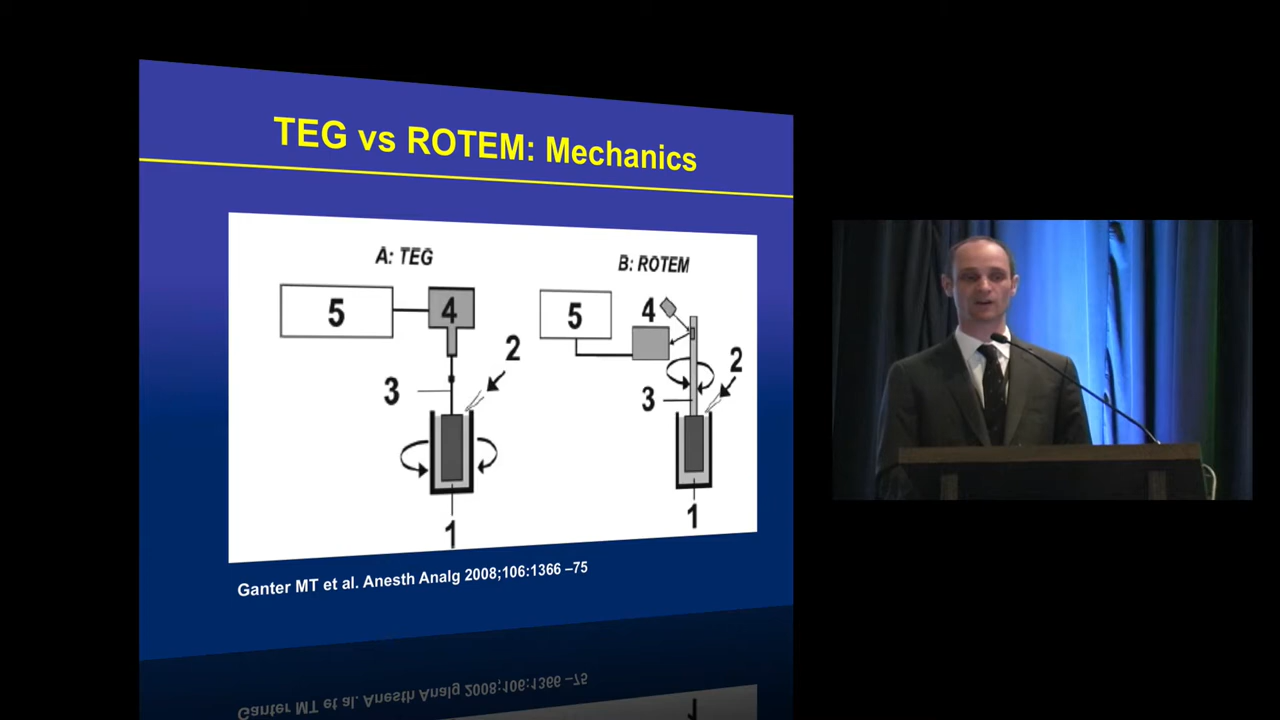 TEG vs ROTEM: Mechanics
A: TEG
B: ROTEM
5
4
5
4
2
2
3
3
1
1
Ganter MT et al. Anesth Analg 2008;106:1366 –75